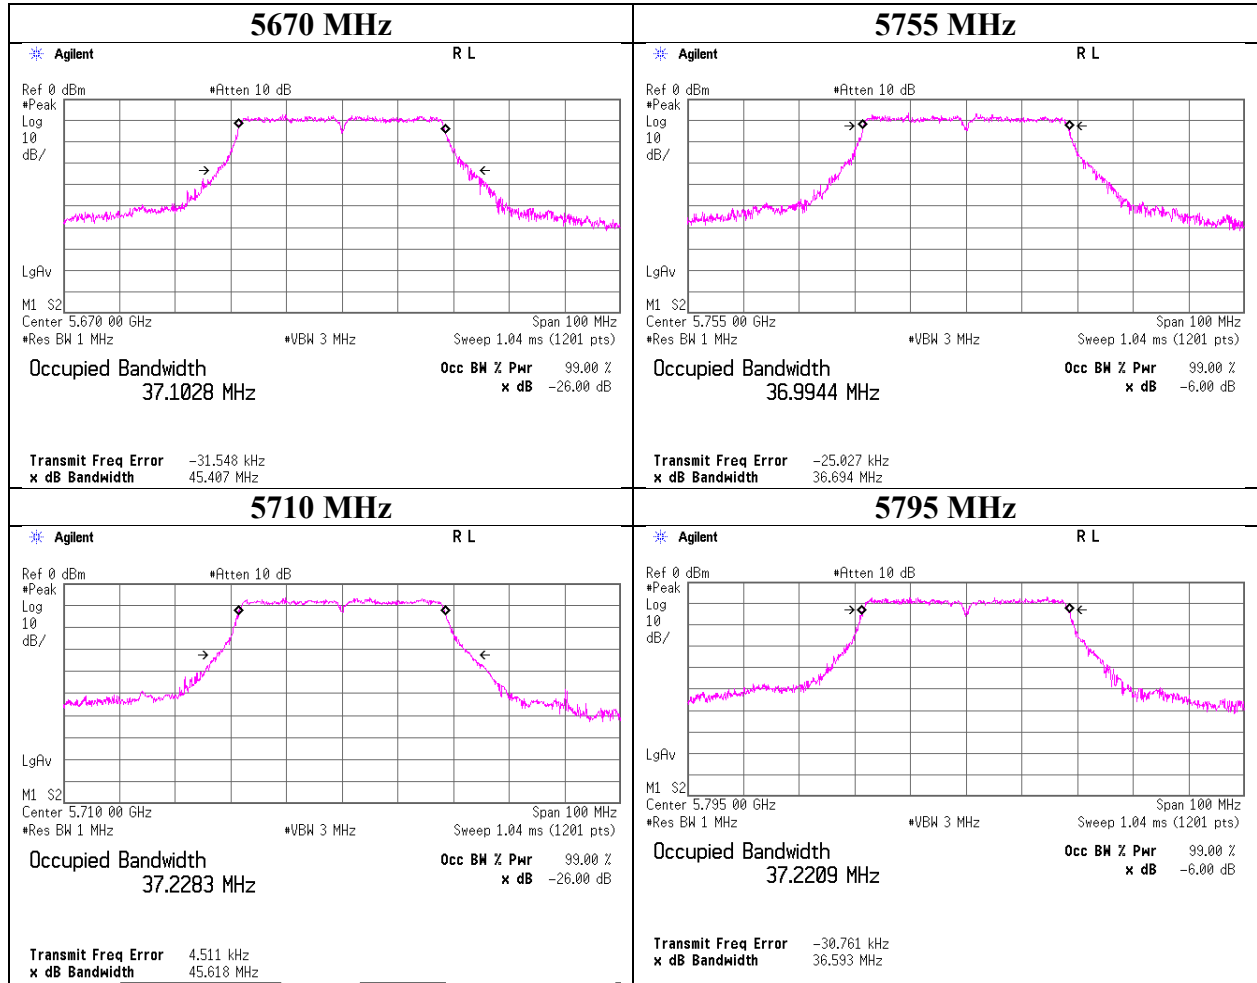 5670 MHz
Agilent R L
Ref 0 dBm #Atten 10 dB
#Peak
Log
10
dB/
LgAv
M1 S2
Center 5.670 00 GHz Span 100 MHz
#Res BW 1 MHz #VBW 3 MHz Sweep 1.04 ms (1201 pts)
Occupied Bandwidth Occ BW % Pwr 99.00 %
37.1028 MHz x dB -26.00 dB
Transmit Freq Error -31.548 kHz
x dB Bandwidth 45.407 MHz
5755 MHz
Agilent R L
Ref 0 dBm #Atten 10 dB
#Peak
Log
10
dB/
LgAv
M1 S2
Center 5.755 00 GHz Span 100 MHz
#Res BW 1 MHz #VBW 3 MHz Sweep 1.04 ms (1201 pts)
Occupied Bandwidth Occ BW % Pwr 99.00 %
36.9944 MHz x dB -6.00 dB
Transmit Freq Error -25.027 kHz
x dB Bandwidth 36.694 MHz
5710 MHz
Agilent R L
Ref 0 dBm #Atten 10 dB
#Peak
Log
10
dB/
LgAv
M1 S2
Center 5.710 00 GHz Span 100 MHz
#Res BW 1 MHz #VBW 3 MHz Sweep 1.04 ms (1201 pts)
Occupied Bandwidth Occ BW % Pwr 99.00 %
37.2283 MHz x dB -26.00 dB
Transmit Freq Error 4.511 kHz
x dB Bandwidth 45.618 MHz
5795 MHz
Agilent R L
Ref 0 dBm #Atten 10 dB
#Peak
Log
10
dB/
LgAv
M1 S2
Center 5.795 00 GHz Span 100 MHz
#Res BW 1 MHz #VBW 3 MHz Sweep 1.04 ms (1201 pts)
Occupied Bandwidth Occ BW % Pwr 99.00 %
37.2209 MHz x dB -6.00 dB
Transmit Freq Error -30.761 kHz
x dB Bandwidth 36.593 MHz